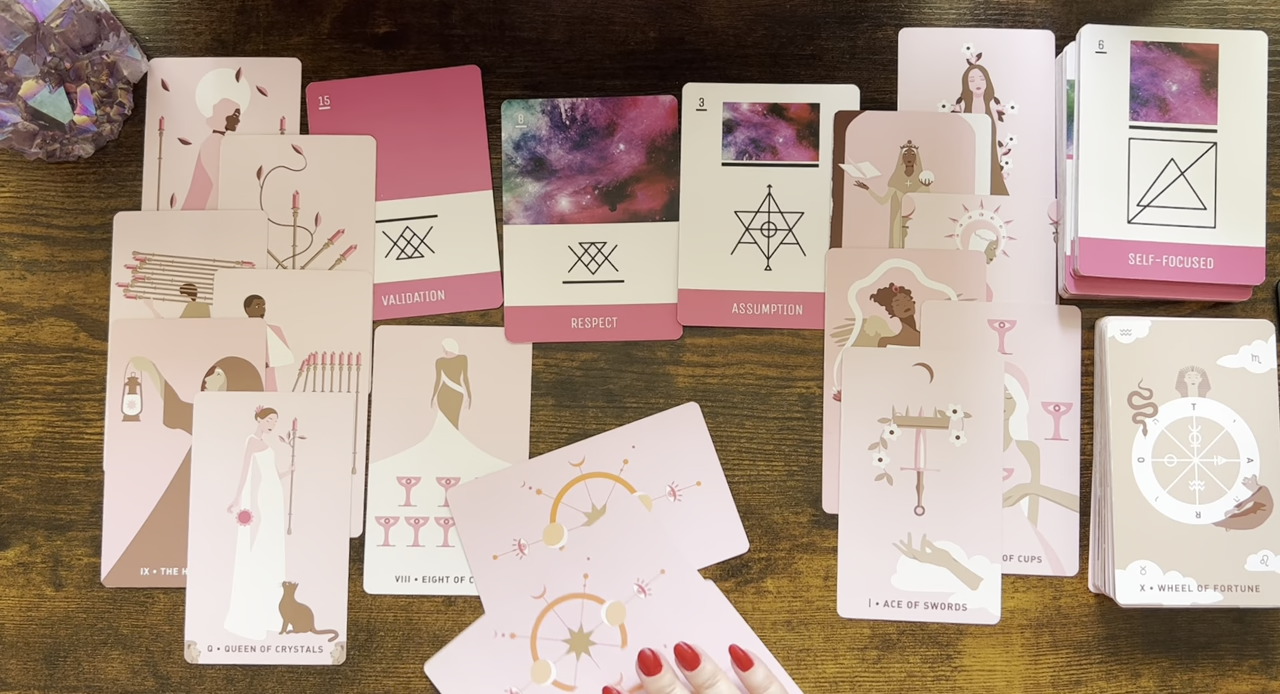 15
VALIDATION
8
RESPECT
3
ASSUMPTION
6
SELF-FOCUSED
IX • THE H
Q • QUEEN OF CRYSTALS
VIII • EIGHT OF C
I • ACE OF SWORDS
OF CUPS
T
A
R
O
X • WHEEL OF FORTUNE